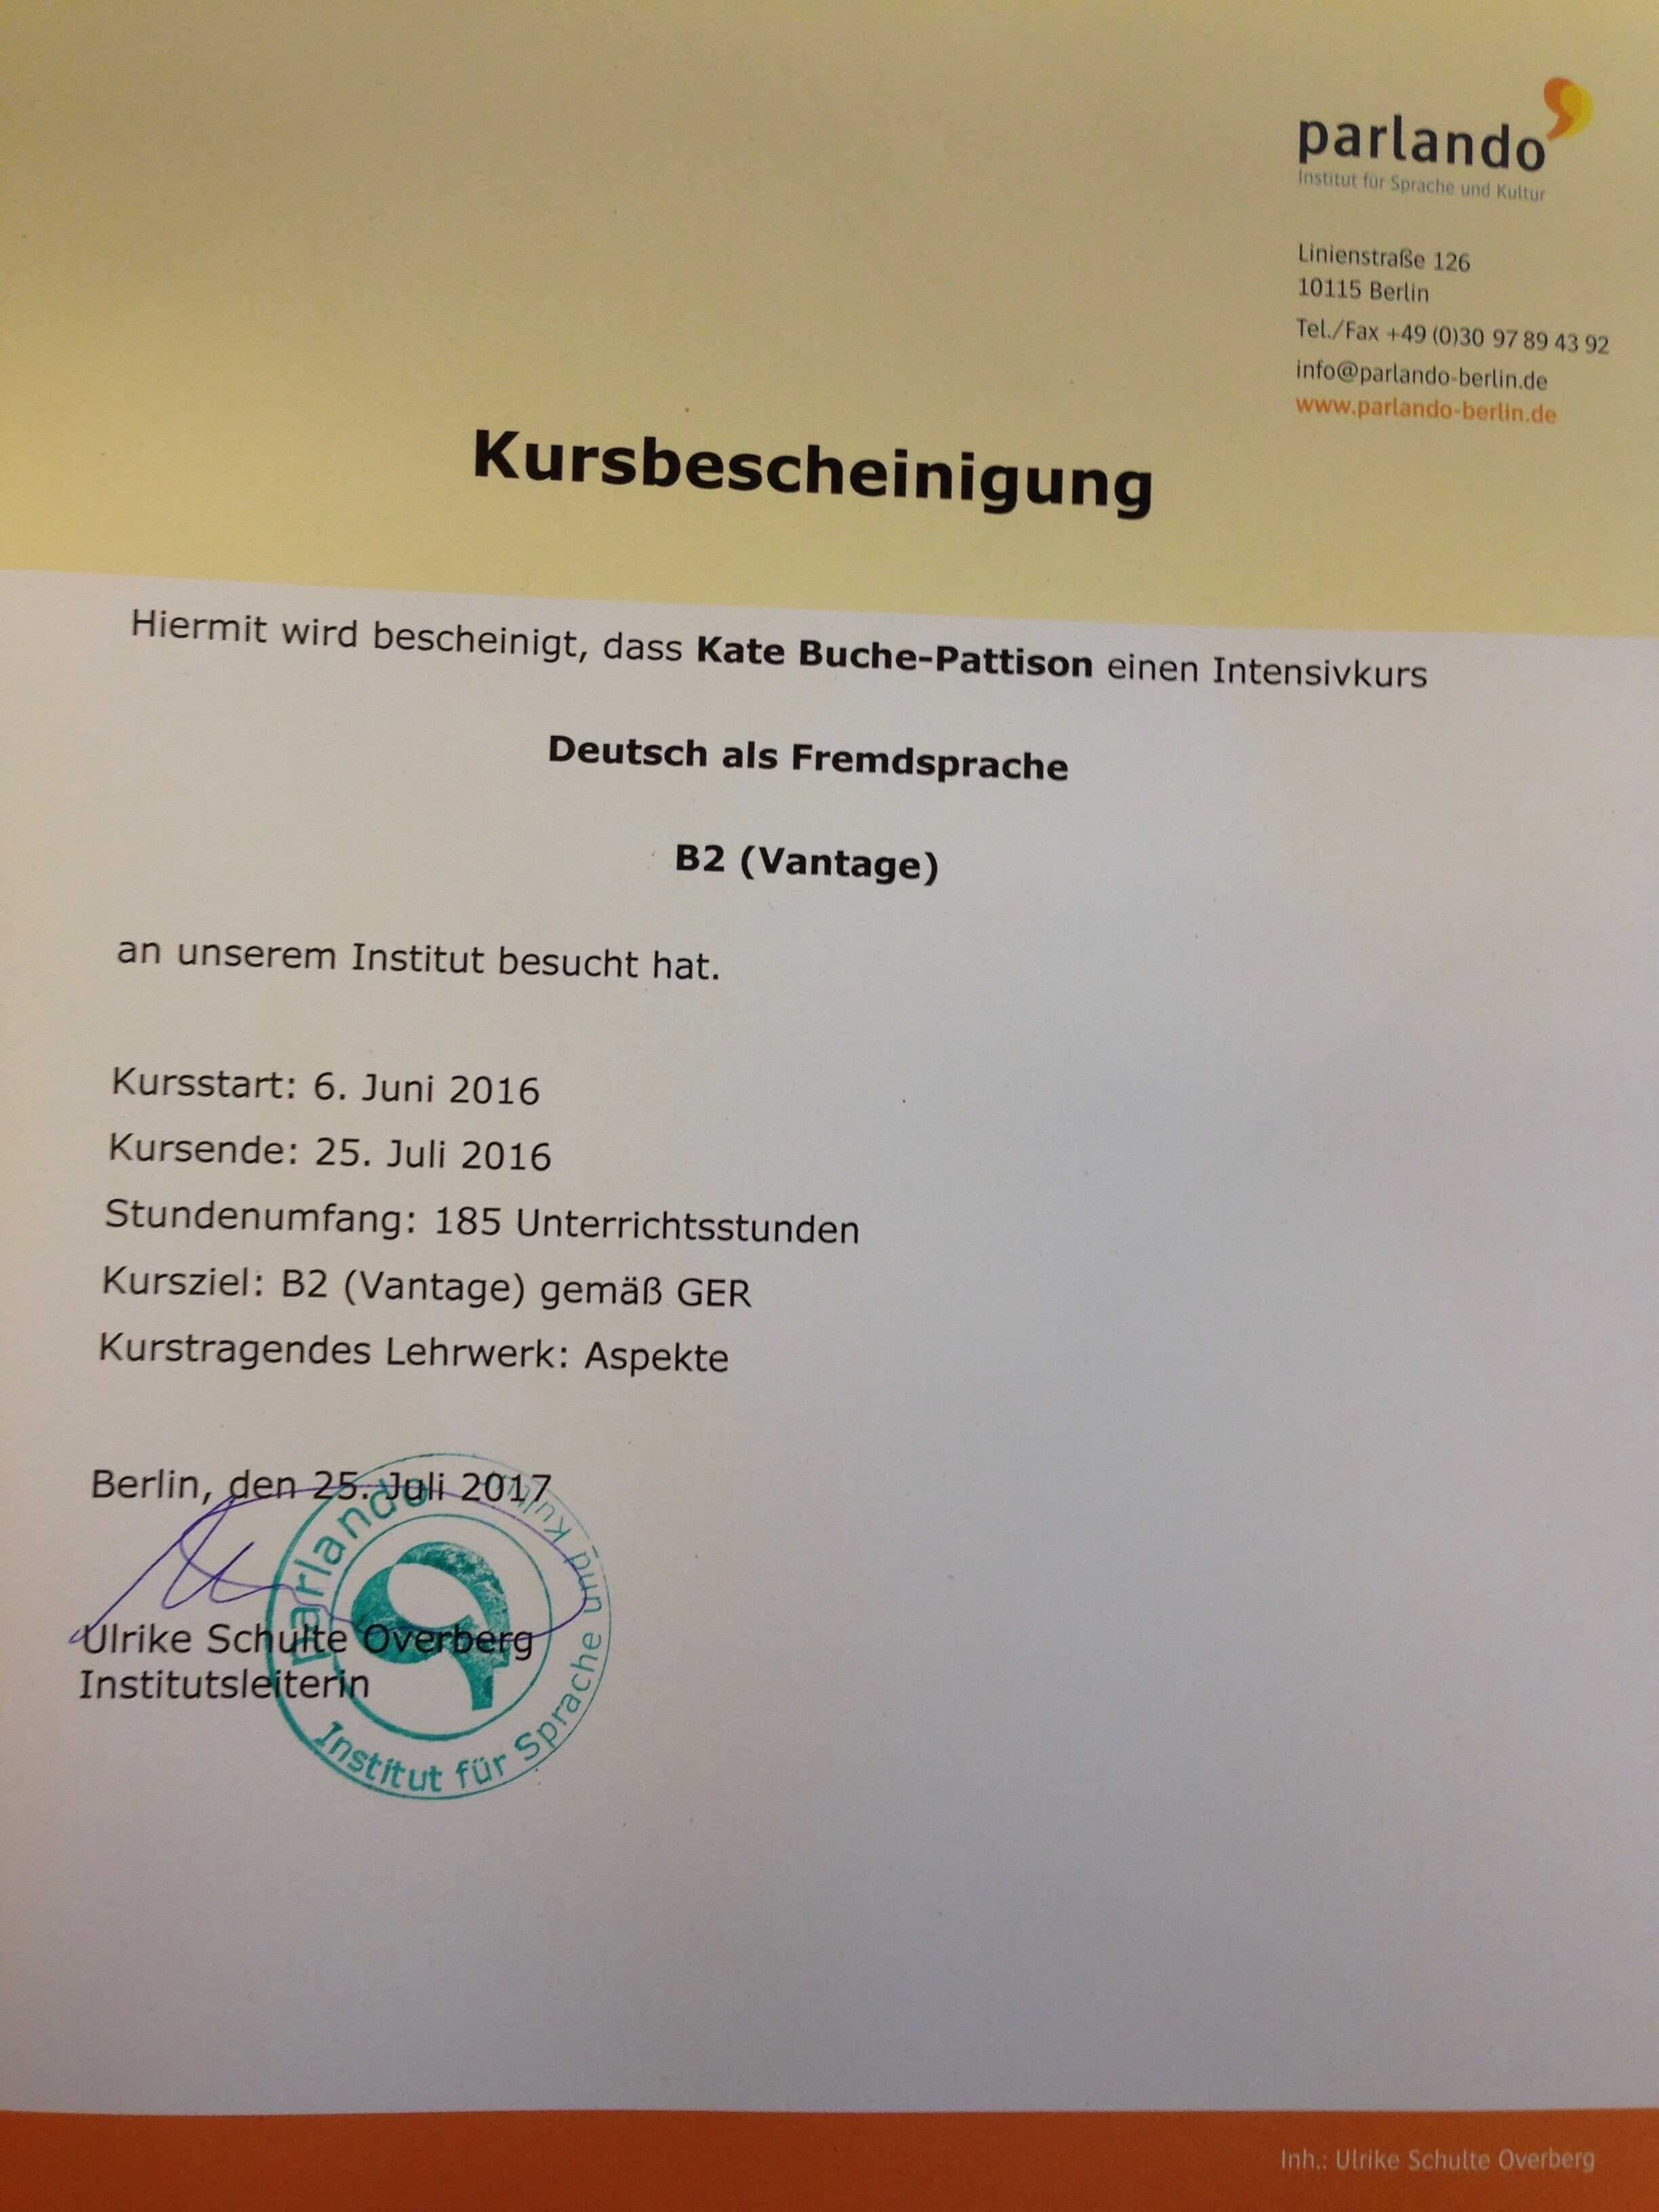 parlando
Institut für Sprache und Kultur
Linienstraße 126
10115 Berlin
Tel./Fax +49 (0)30 97 89 43 92
info@parlando-berlin.de
www.parlando-berlin.de
Kursbescheinigung
Hiermit wird bescheinigt, dass Kate Buche-Pattison einen Intensivkurs
Deutsch als Fremdsprache
B2 (Vantage)
an unserem Institut besucht hat.
Kursstart: 6. Juni 2016
Kursende: 25. Juli 2016
Stundenumfang: 185 Unterrichtsstunden
Kursziel: B2 (Vantage) gemäß GER
Kurstragendes Lehrwerk: Aspekte
Berlin, den 25. Juli 2017
Ulrike Schulte Overberg
Institutsleiterin
Parlando
Institut für Sprache und Kultur
Inh.: Ulrike Schulte Overberg